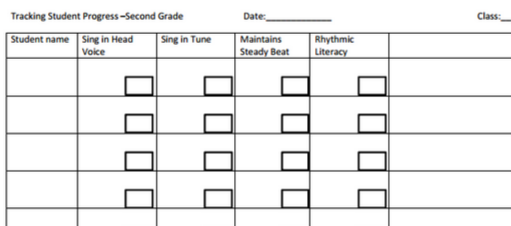 Tracking Student Progress –Second Grade Date:_____________ Class:__
Student name Sing in Head Voice Sing in Tune Maintains Steady Beat Rhythmic Literacy